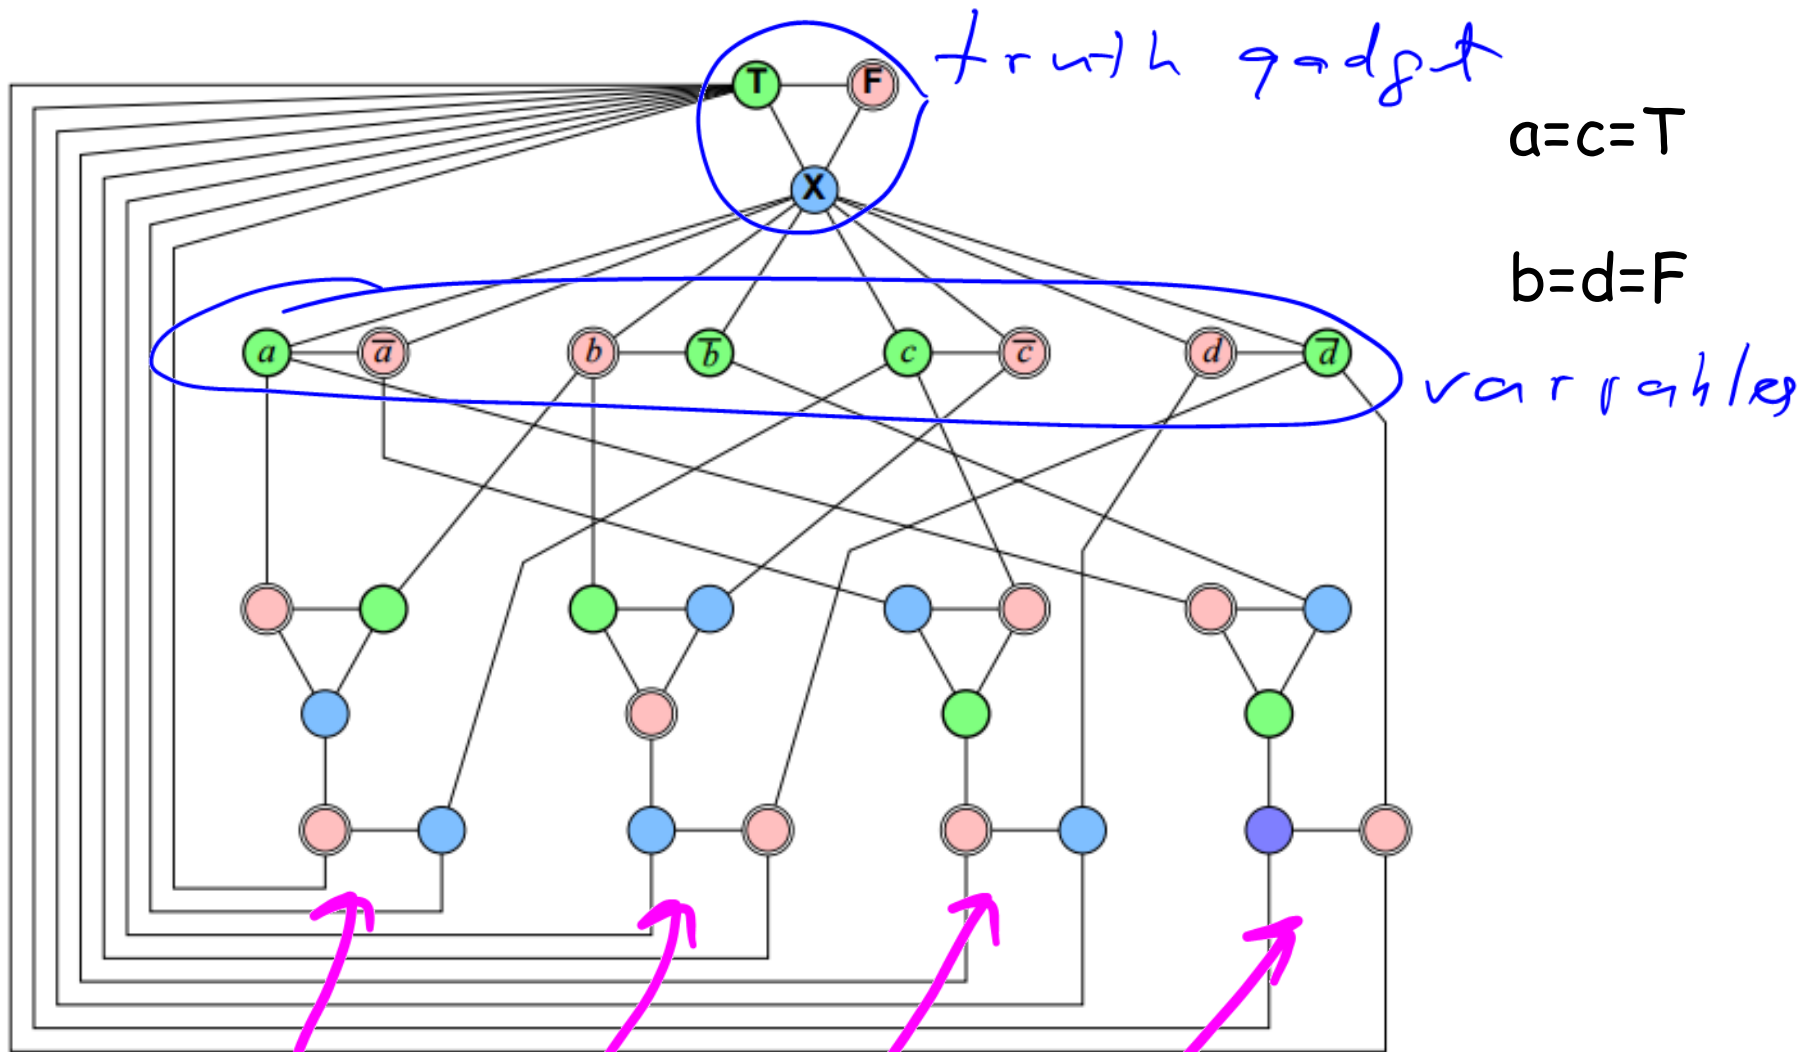 truth gadget
T F
a=c=T
X
b=d=F
a a̅ b b̅ c c̅ d d̅
variables